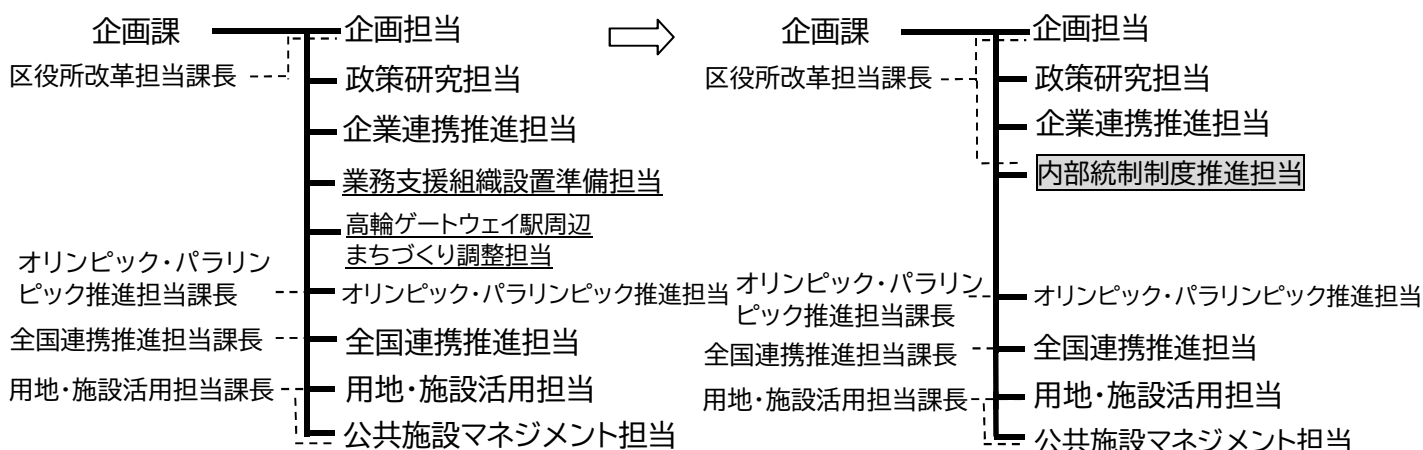 企画課
企画担当
区役所改革担当課長
政策研究担当
企業連携推進担当
業務支援組織設置準備担当
高輪ゲートウェイ駅周辺
まちづくり調整担当
オリンピック・パラリン
ピック推進担当課長
オリンピック・パラリンピック推進担当
全国連携推進担当課長
全国連携推進担当
用地・施設活用担当課長
用地・施設活用担当
公共施設マネジメント担当
企画課
企画担当
区役所改革担当課長
政策研究担当
企業連携推進担当
内部統制制度推進担当
オリンピック・パラリン
ピック推進担当課長
オリンピック・パラリンピック推進担当
全国連携推進担当課長
全国連携推進担当
用地・施設活用担当課長
用地・施設活用担当
公共施設マネジメント担当